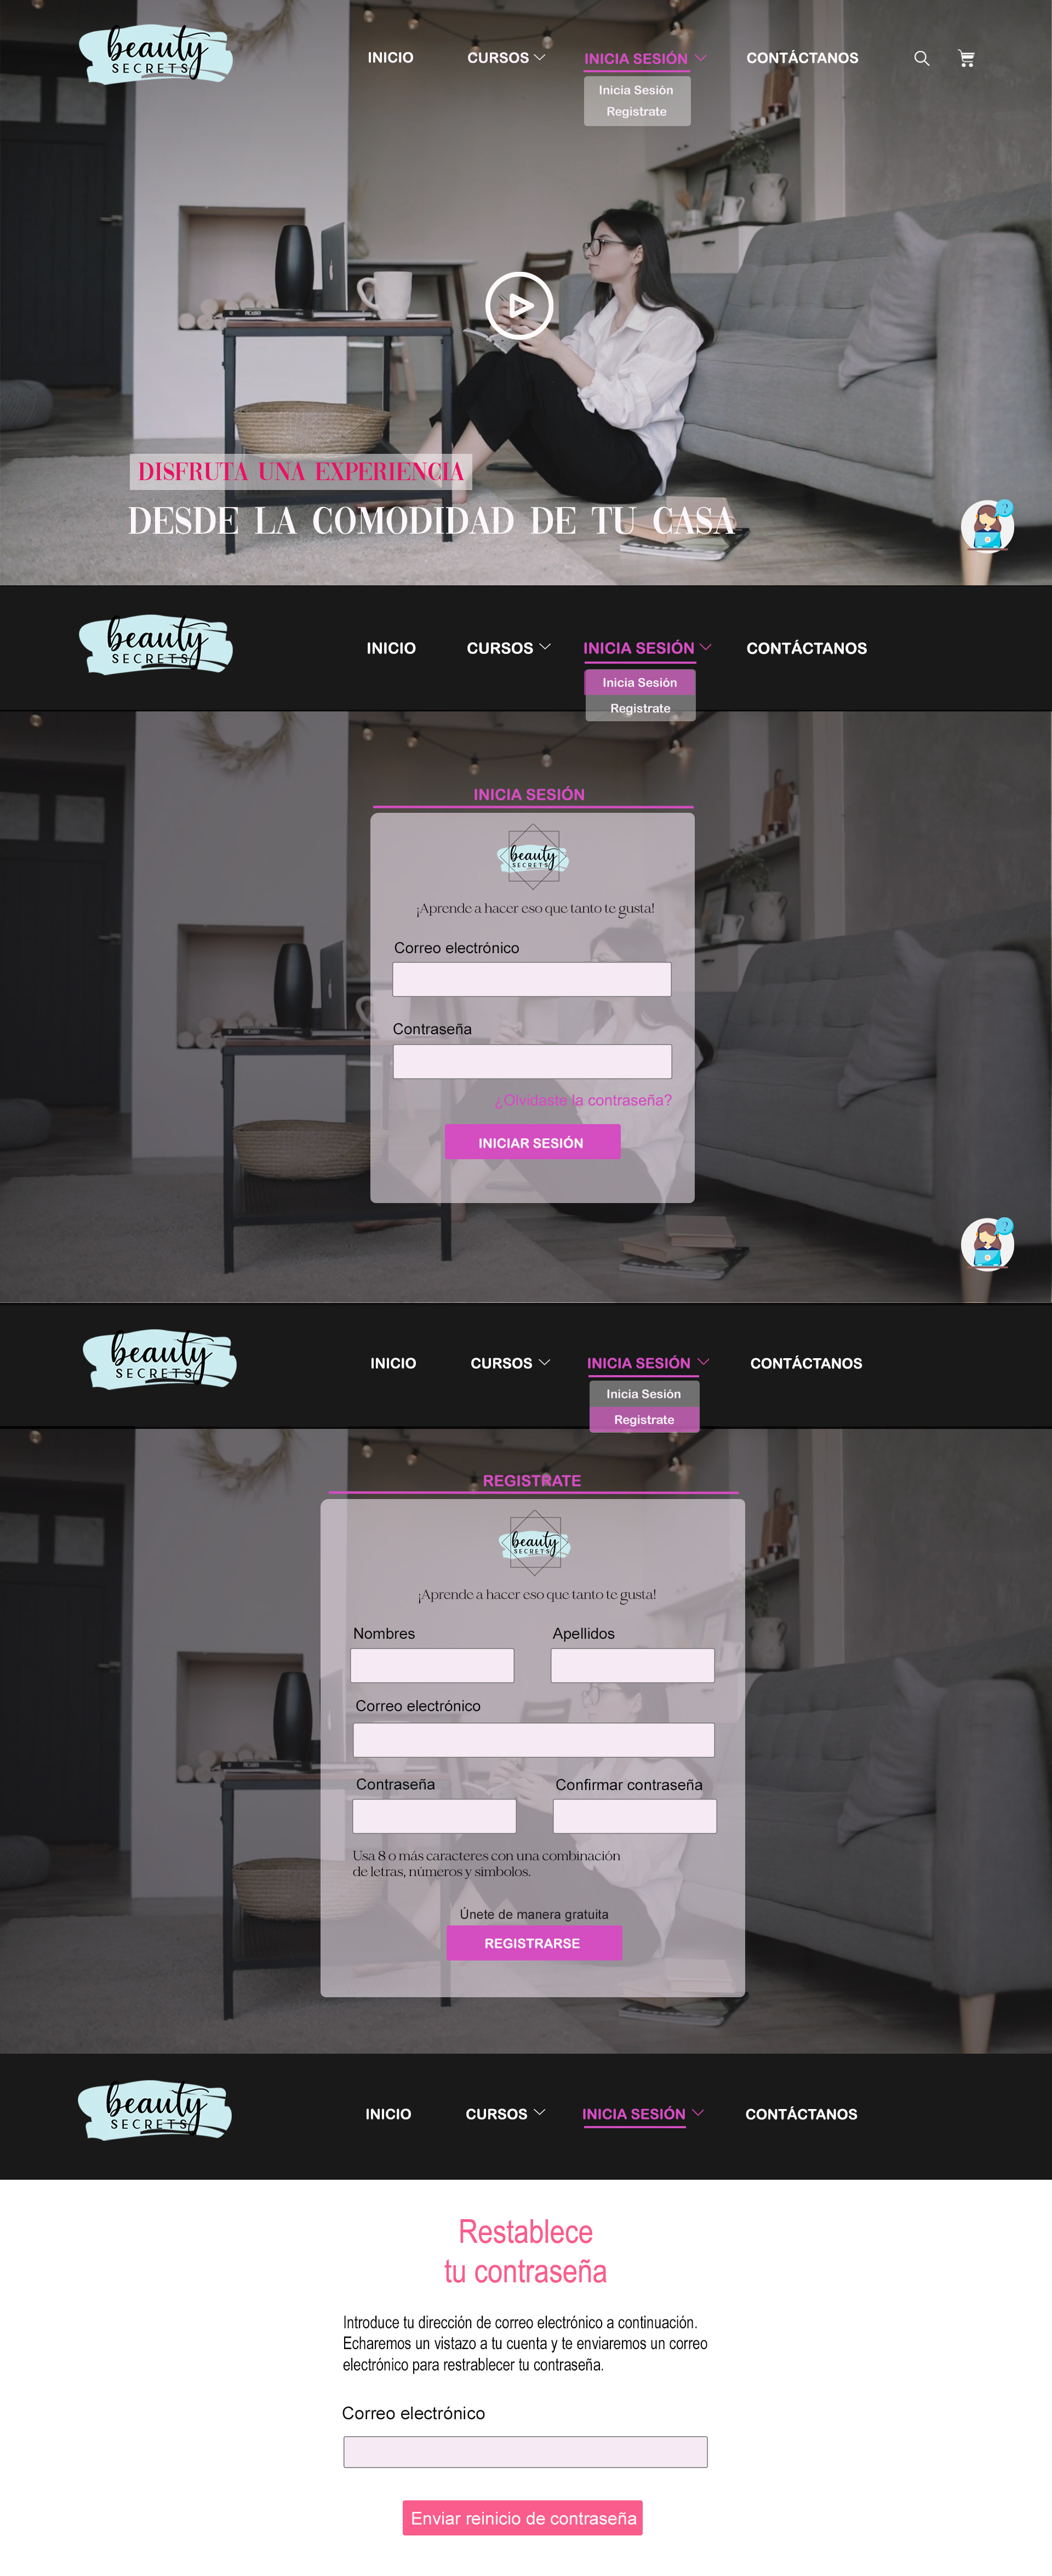 beauty
SECRETS
INICIO CURSOS INICIA SESIÓN CONTÁCTANOS
Inicia Sesión
Registrate
DISFRUTA UNA EXPERIENCIA
DESDE LA COMODIDAD DE TU CASA
?
beauty
SECRETS
INICIO CURSOS INICIA SESIÓN CONTÁCTANOS
Inicia Sesión
Registrate
INICIA SESIÓN
beauty
SECRETS
¡Aprende a hacer eso que tanto te gusta!
Correo electrónico
Contraseña
¿Olvidaste la contraseña?
INICIAR SESIÓN
?
beauty
SECRETS
INICIO CURSOS INICIA SESIÓN CONTÁCTANOS
Inicia Sesión
Registrate
REGISTRATE
beauty
SECRETS
¡Aprende a hacer eso que tanto te gusta!
Nombres Apellidos
Correo electrónico
Contraseña Confirmar contraseña
Usa 8 o más caracteres con una combinación
de letras, números y simbolos.
Únete de manera gratuita
REGISTRARSE
beauty
SECRETS
INICIO CURSOS INICIA SESIÓN CONTÁCTANOS
Restablece
tu contraseña
Introduce tu dirección de correo electrónico a continuación.
Echaremos un vistazo a tu cuenta y te enviaremos un correo
electrónico para restrablecer tu contraseña.
Correo electrónico
Enviar reinicio de contraseña